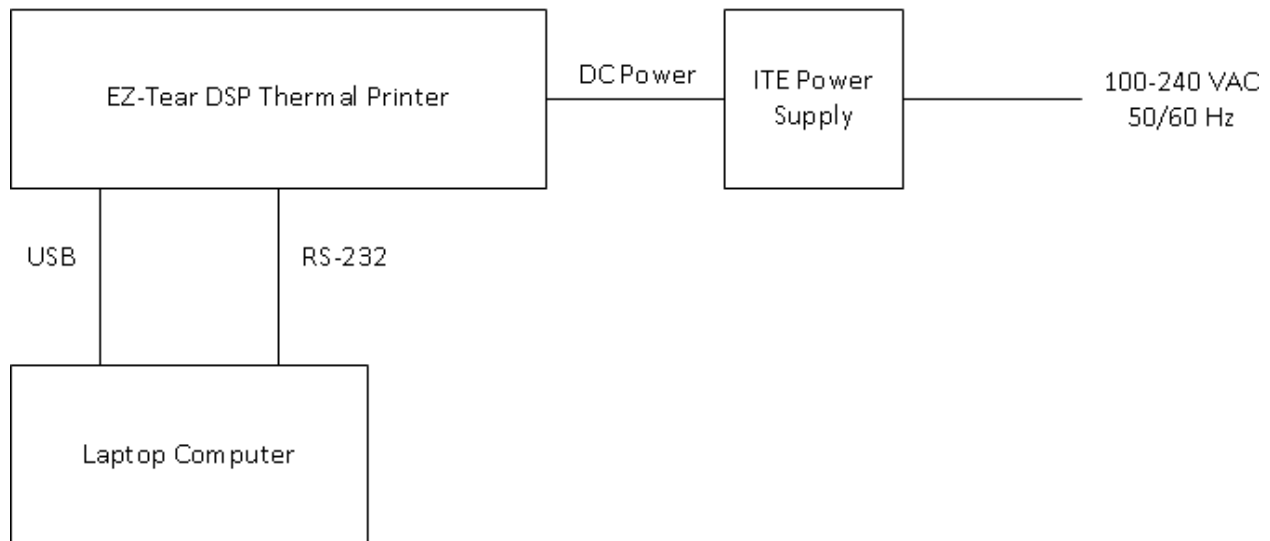 EZ-Tear DSP Thermal Printer
DC Power
ITE Power
Supply
100-240 VAC
50/60 Hz
USB
RS-232
Laptop Computer